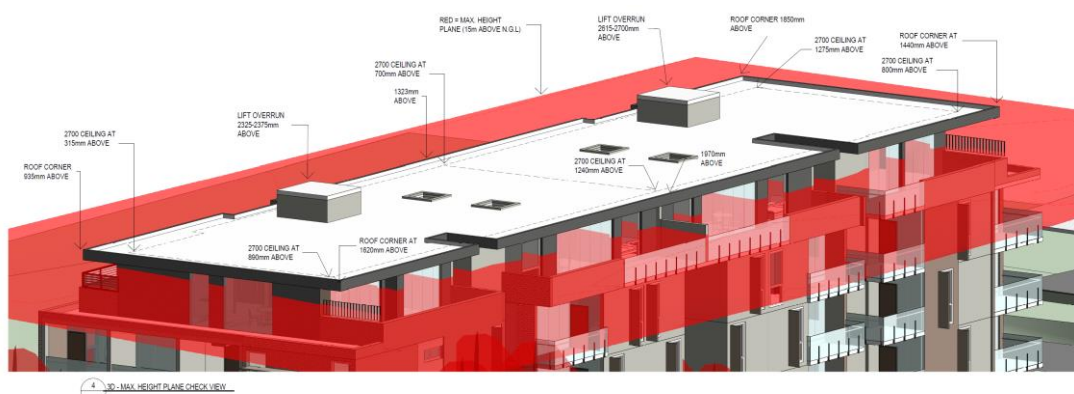 RED = MAX. HEIGHT
PLANE (15m ABOVE N.G.L)
LIFT OVERRUN
2615-2700mm
ABOVE
ROOF CORNER 1850mm
ABOVE
2700 CEILING AT
1275mm ABOVE
ROOF CORNER AT
1440mm ABOVE
2700 CEILING AT
800mm ABOVE
2700 CEILING AT
700mm ABOVE
1323mm
ABOVE
LIFT OVERRUN
2325-2375mm
ABOVE
2700 CEILING AT
315mm ABOVE
ROOF CORNER
935mm ABOVE
1970mm
ABOVE
2700 CEILING AT
1240mm ABOVE
2700 CEILING AT
890mm ABOVE
ROOF CORNER AT
1620mm ABOVE
4 3D - MAX. HEIGHT PLANE CHECK VIEW